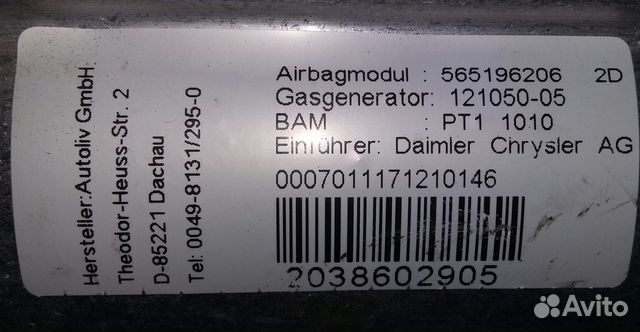 Hersteller:Autoliv GmbH
Theodor-Heuss-Str. 2
D-85221 Dachau
Tel: 0049-8131/295-0
Airbagmodul : 565196206 2D
Gasgenerator: 121050-05
BAM : PT1 1010
Einführer: Daimler Chrysler AG
0007011171210146
2038602905
Avito